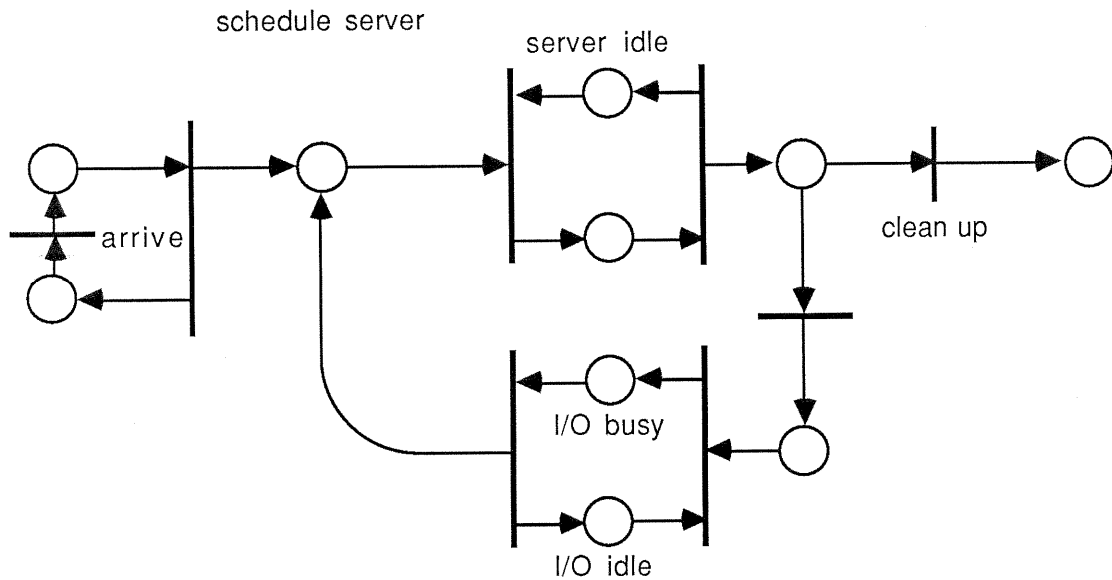 schedule server
server idle
arrive
clean up
I/O busy
I/O idle